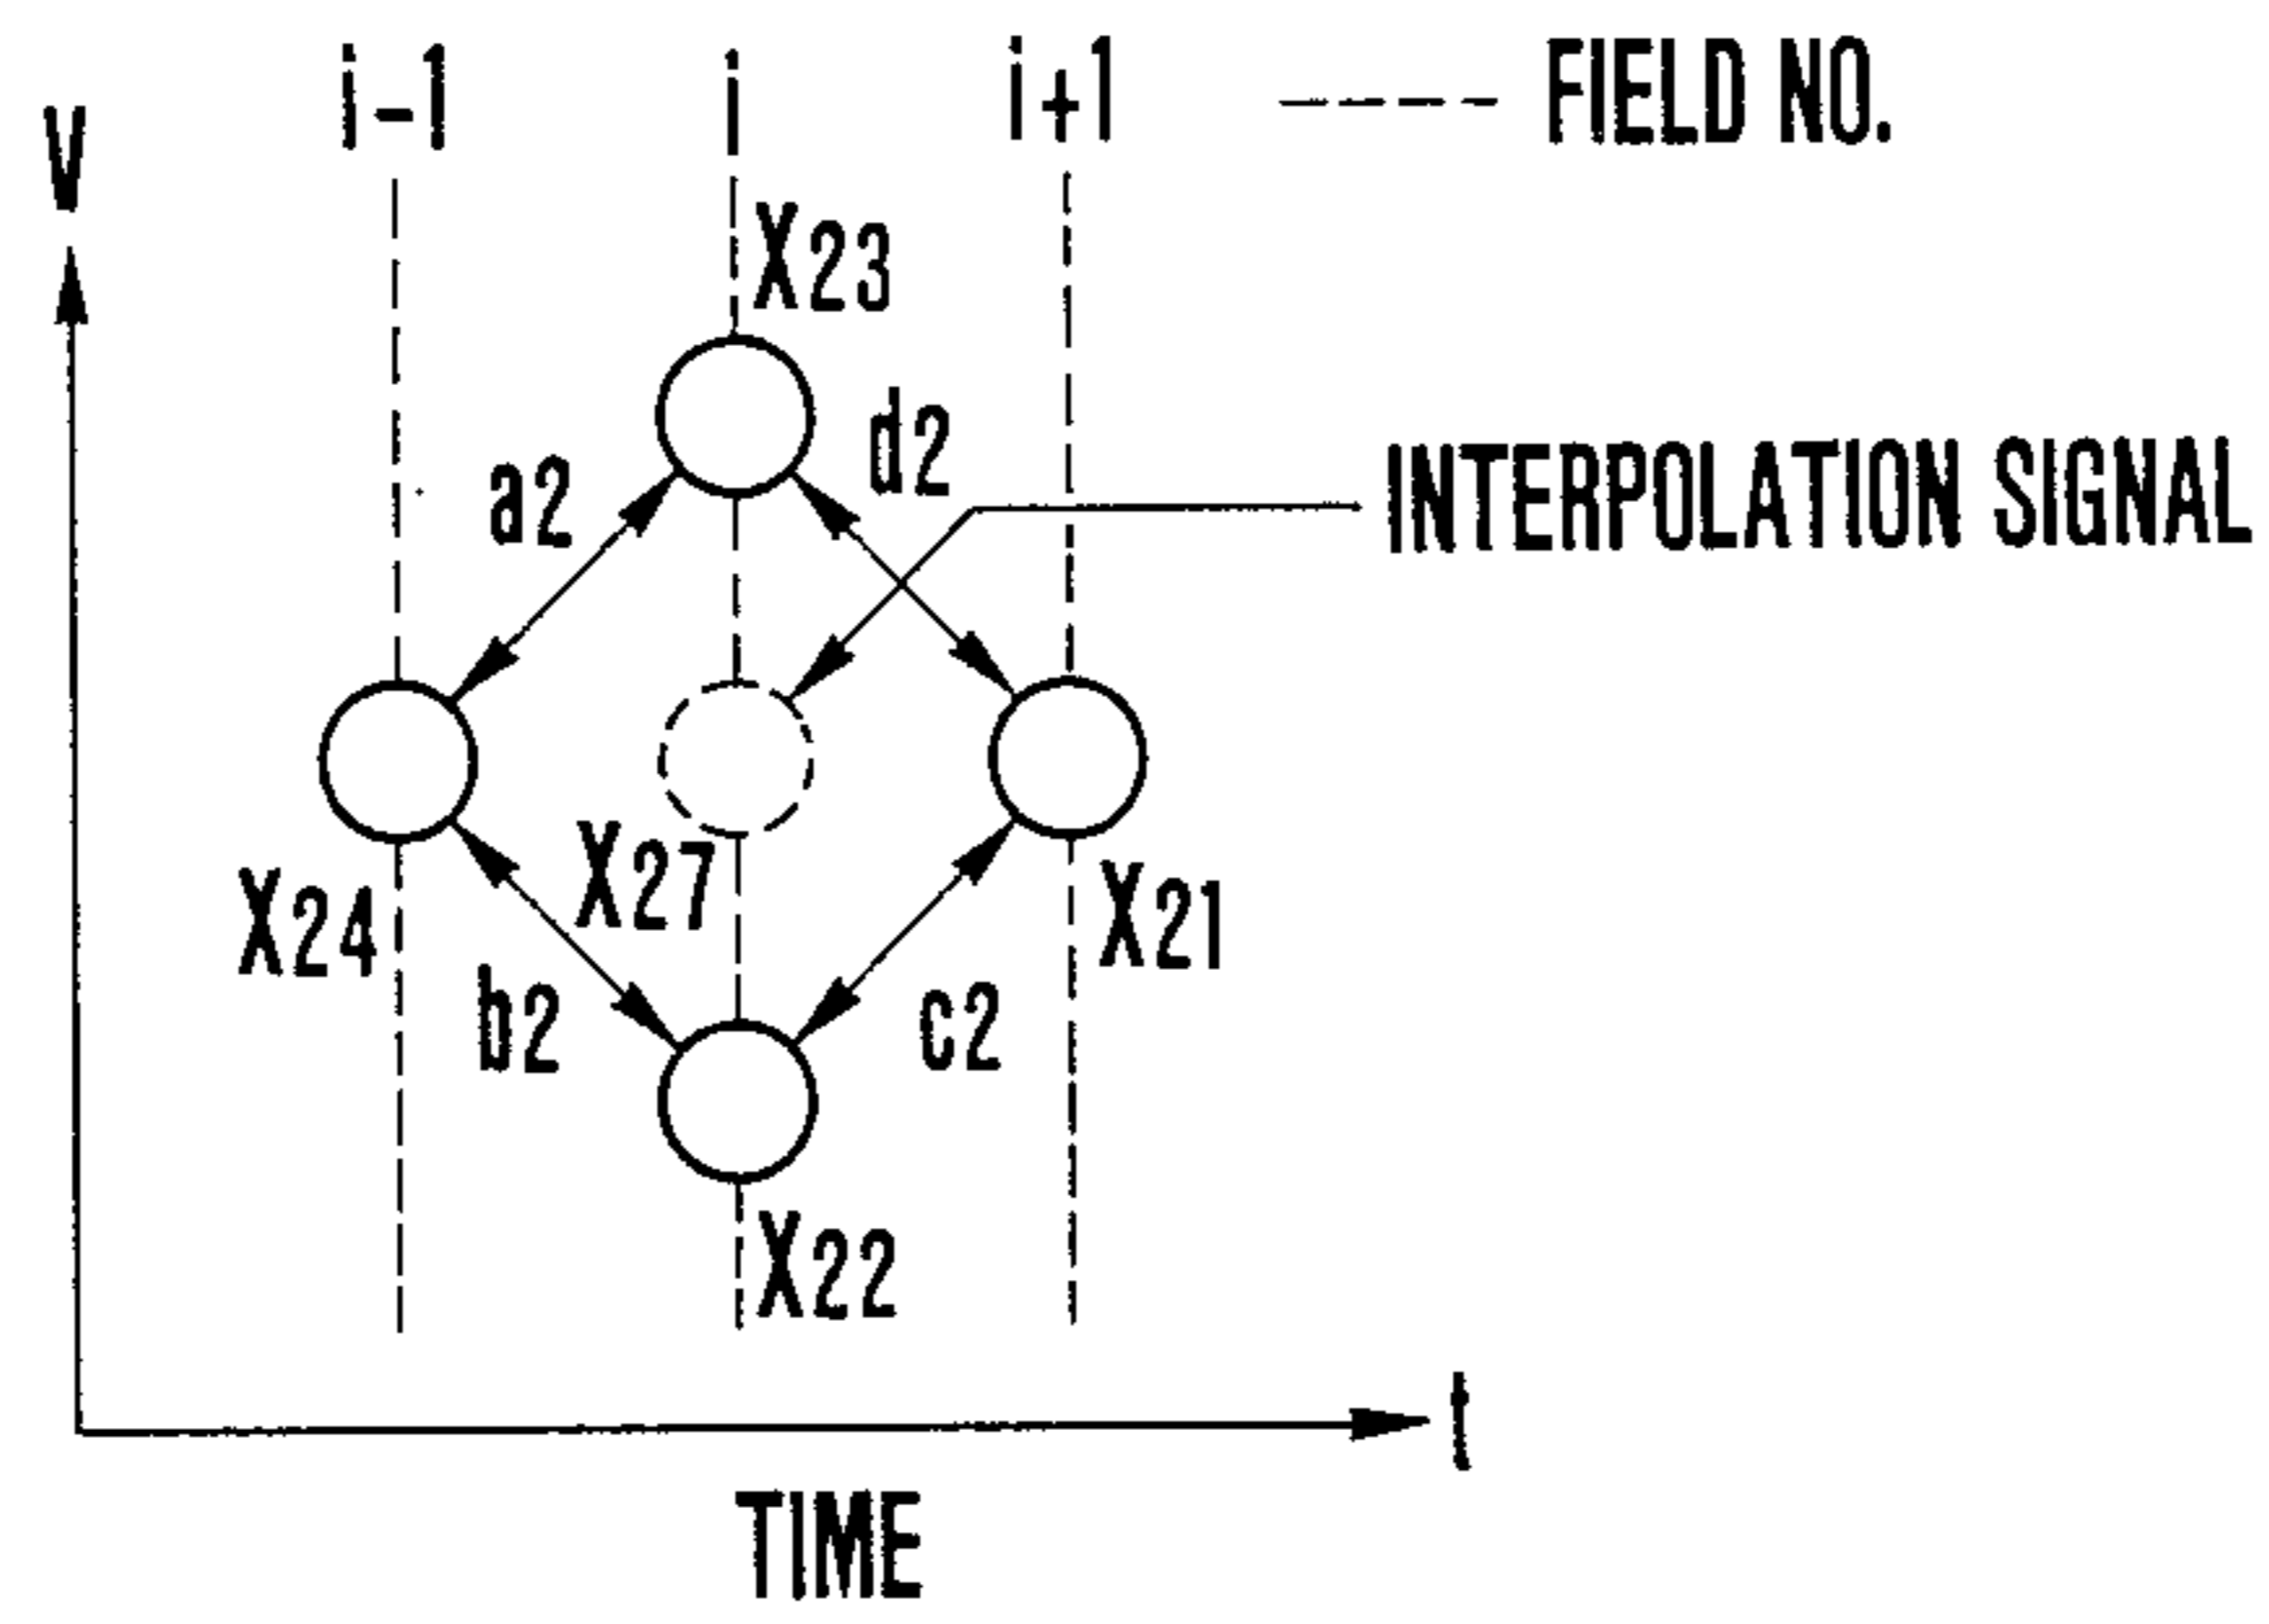 V
i-1 i i+1 ---- FIELD NO.
X23
a2 d2
INTERPOLATION SIGNAL
X24 X27 X21
b2 c2
X22
t
TIME